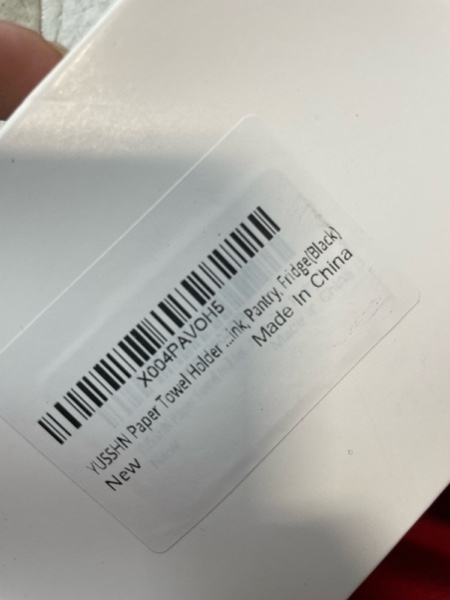 X004PAVOH5
YUSSHN Paper Towel Holder ...ink, Pantry, Fridge(Black)
New
Made In China